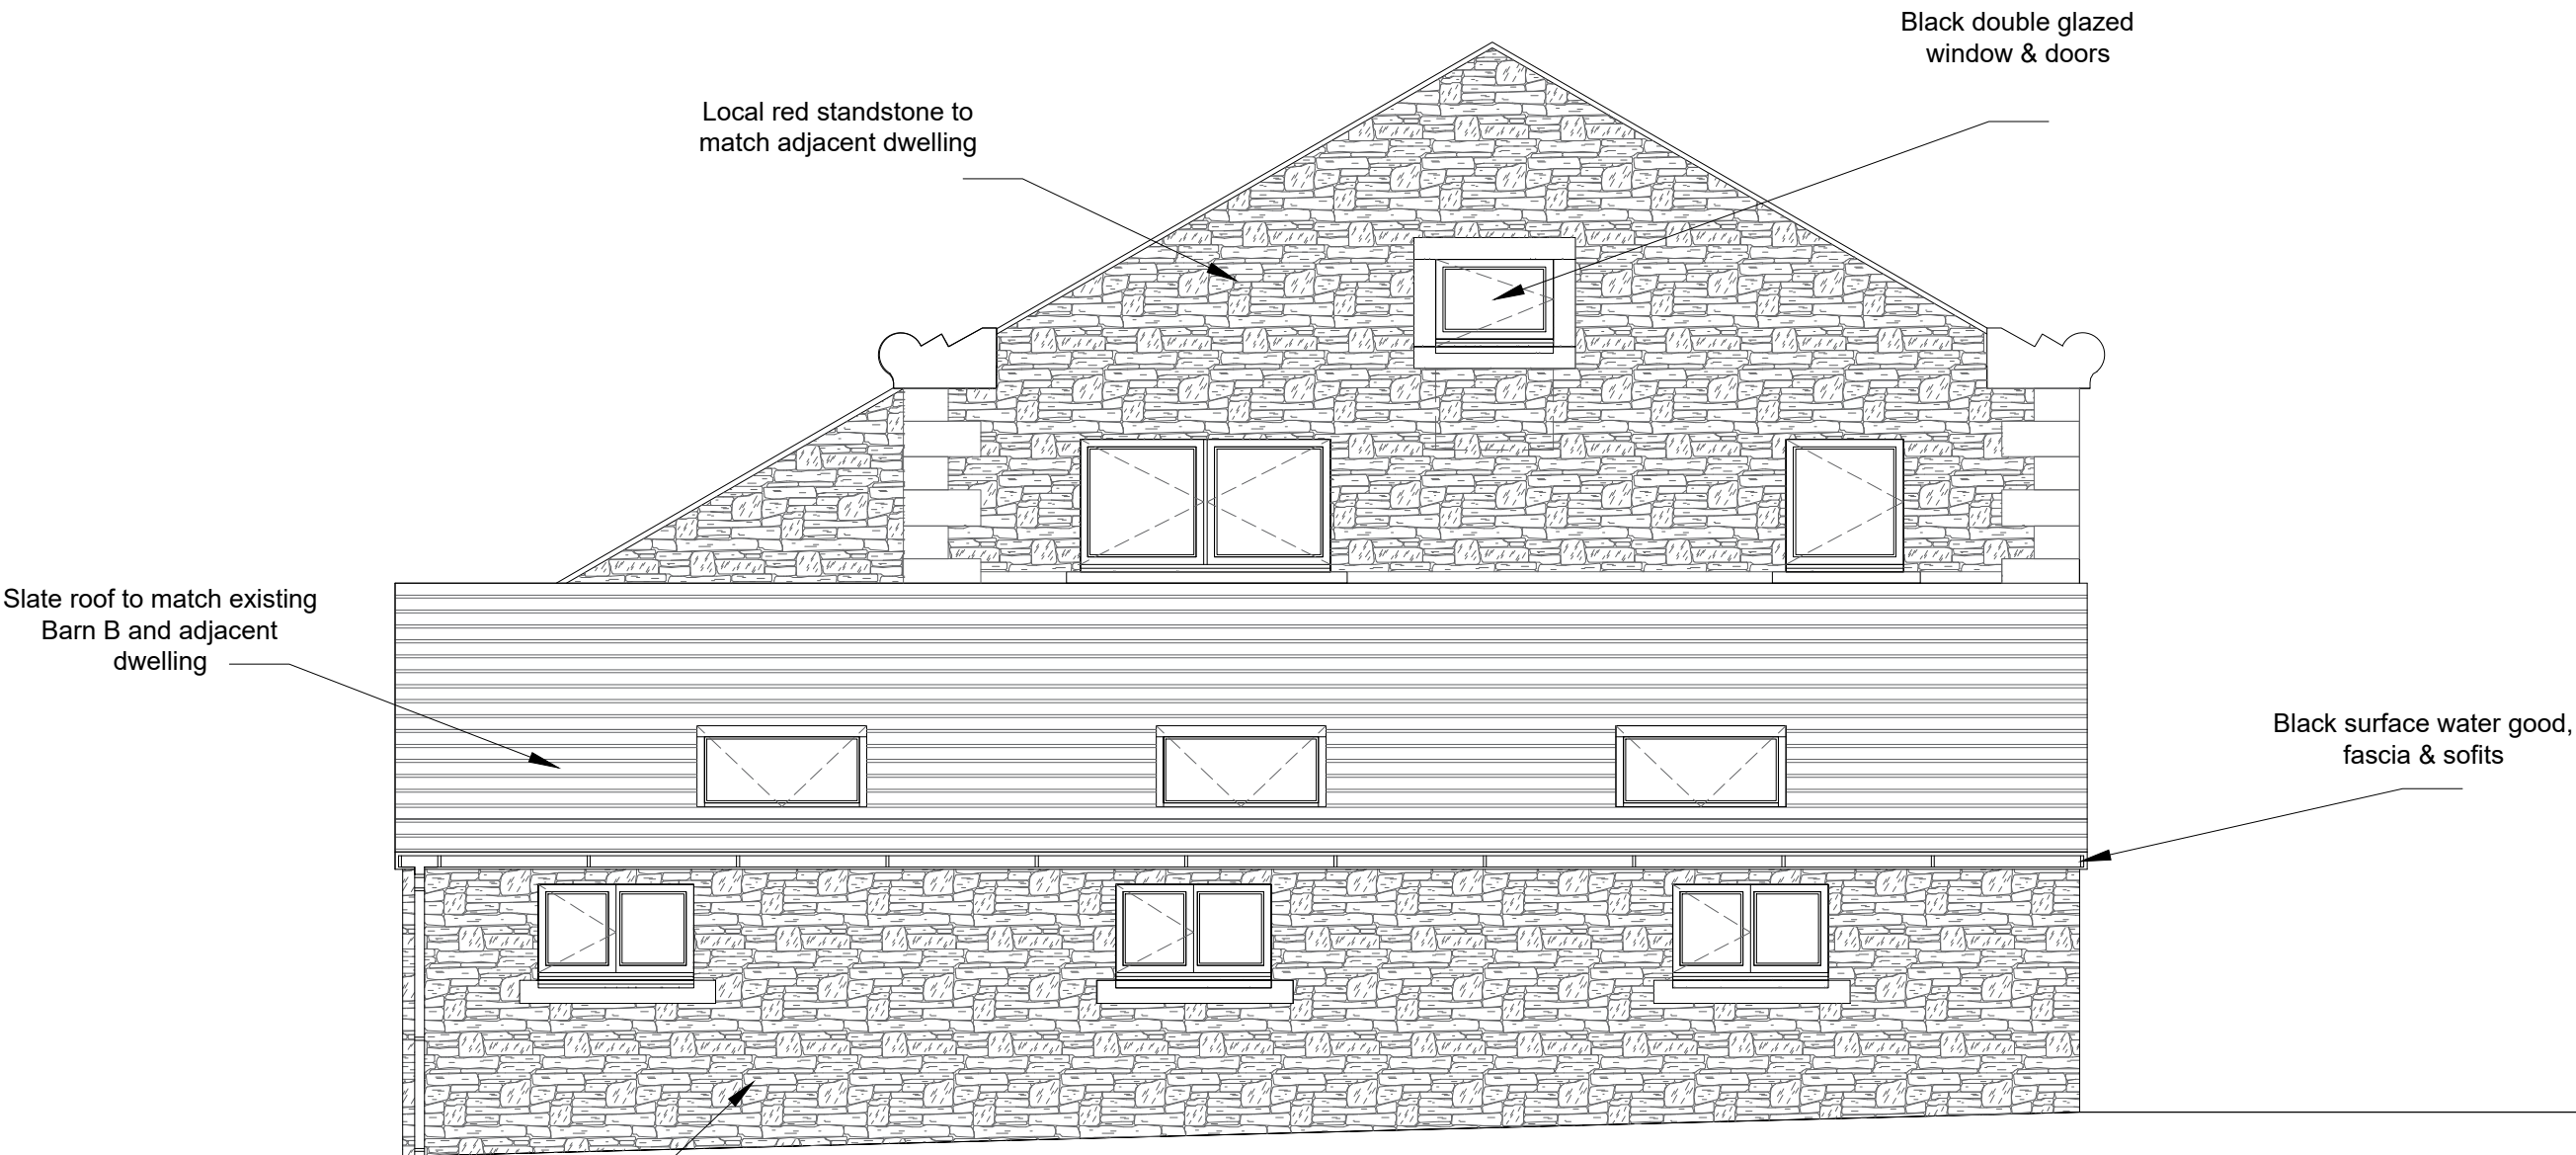 Black double glazed
window & doors
Local red standstone to
match adjacent dwelling
Slate roof to match existing
Barn B and adjacent
dwelling
Black surface water good,
fascia & sofits